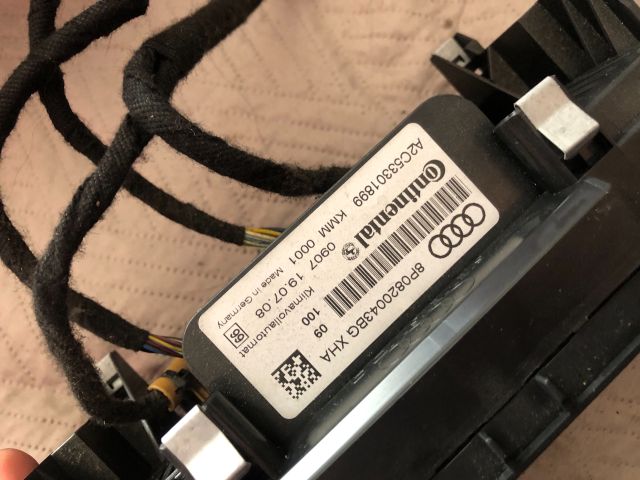 8P0820043BG XHA
09
100
Continental
A2C53301899
KMM 0001
0907 19.07.08
Made in Germany
Klimavollautomat